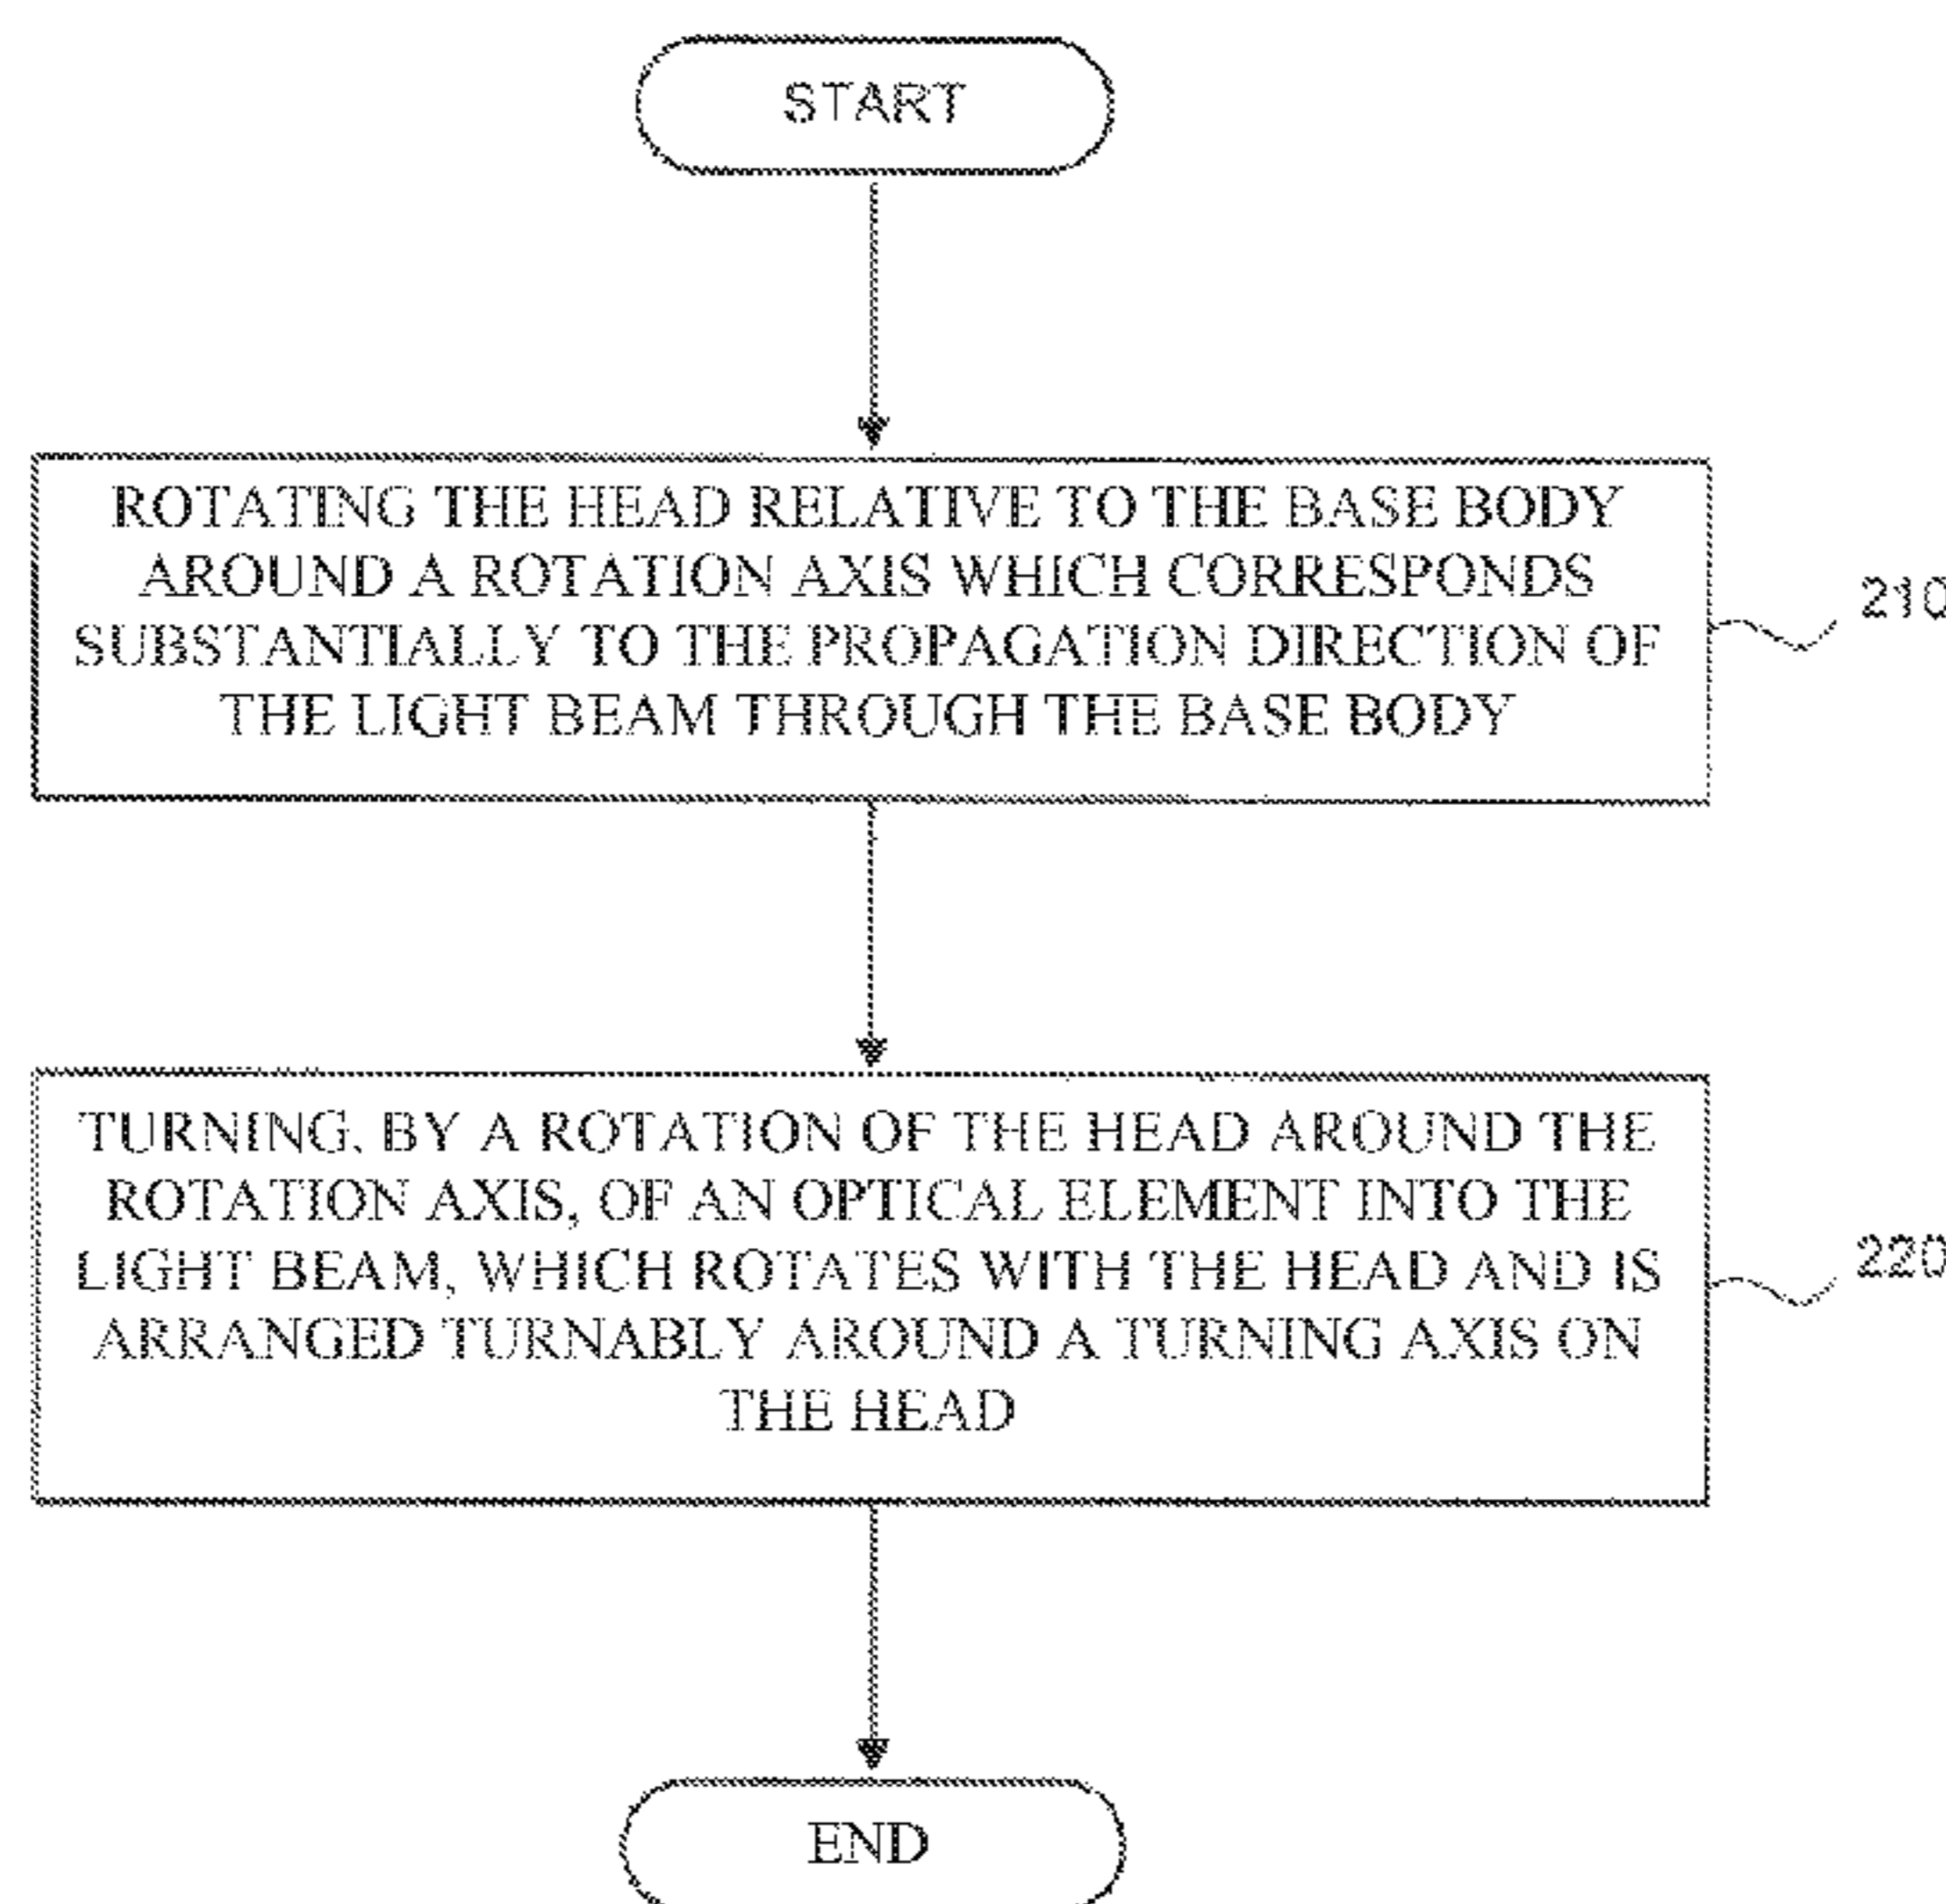 START
ROTATING THE HEAD RELATIVE TO THE BASE BODY
AROUND A ROTATION AXIS WHICH CORRESPONDS
SUBSTANTIALLY TO THE PROPAGATION DIRECTION OF
THE LIGHT BEAM THROUGH THE BASE BODY
210
TURNING, BY A ROTATION OF THE HEAD AROUND THE
ROTATION AXIS, OF AN OPTICAL ELEMENT INTO THE
LIGHT BEAM, WHICH ROTATES WITH THE HEAD AND IS
ARRANGED TURNABLY AROUND A TURNING AXIS ON
THE HEAD
220
END